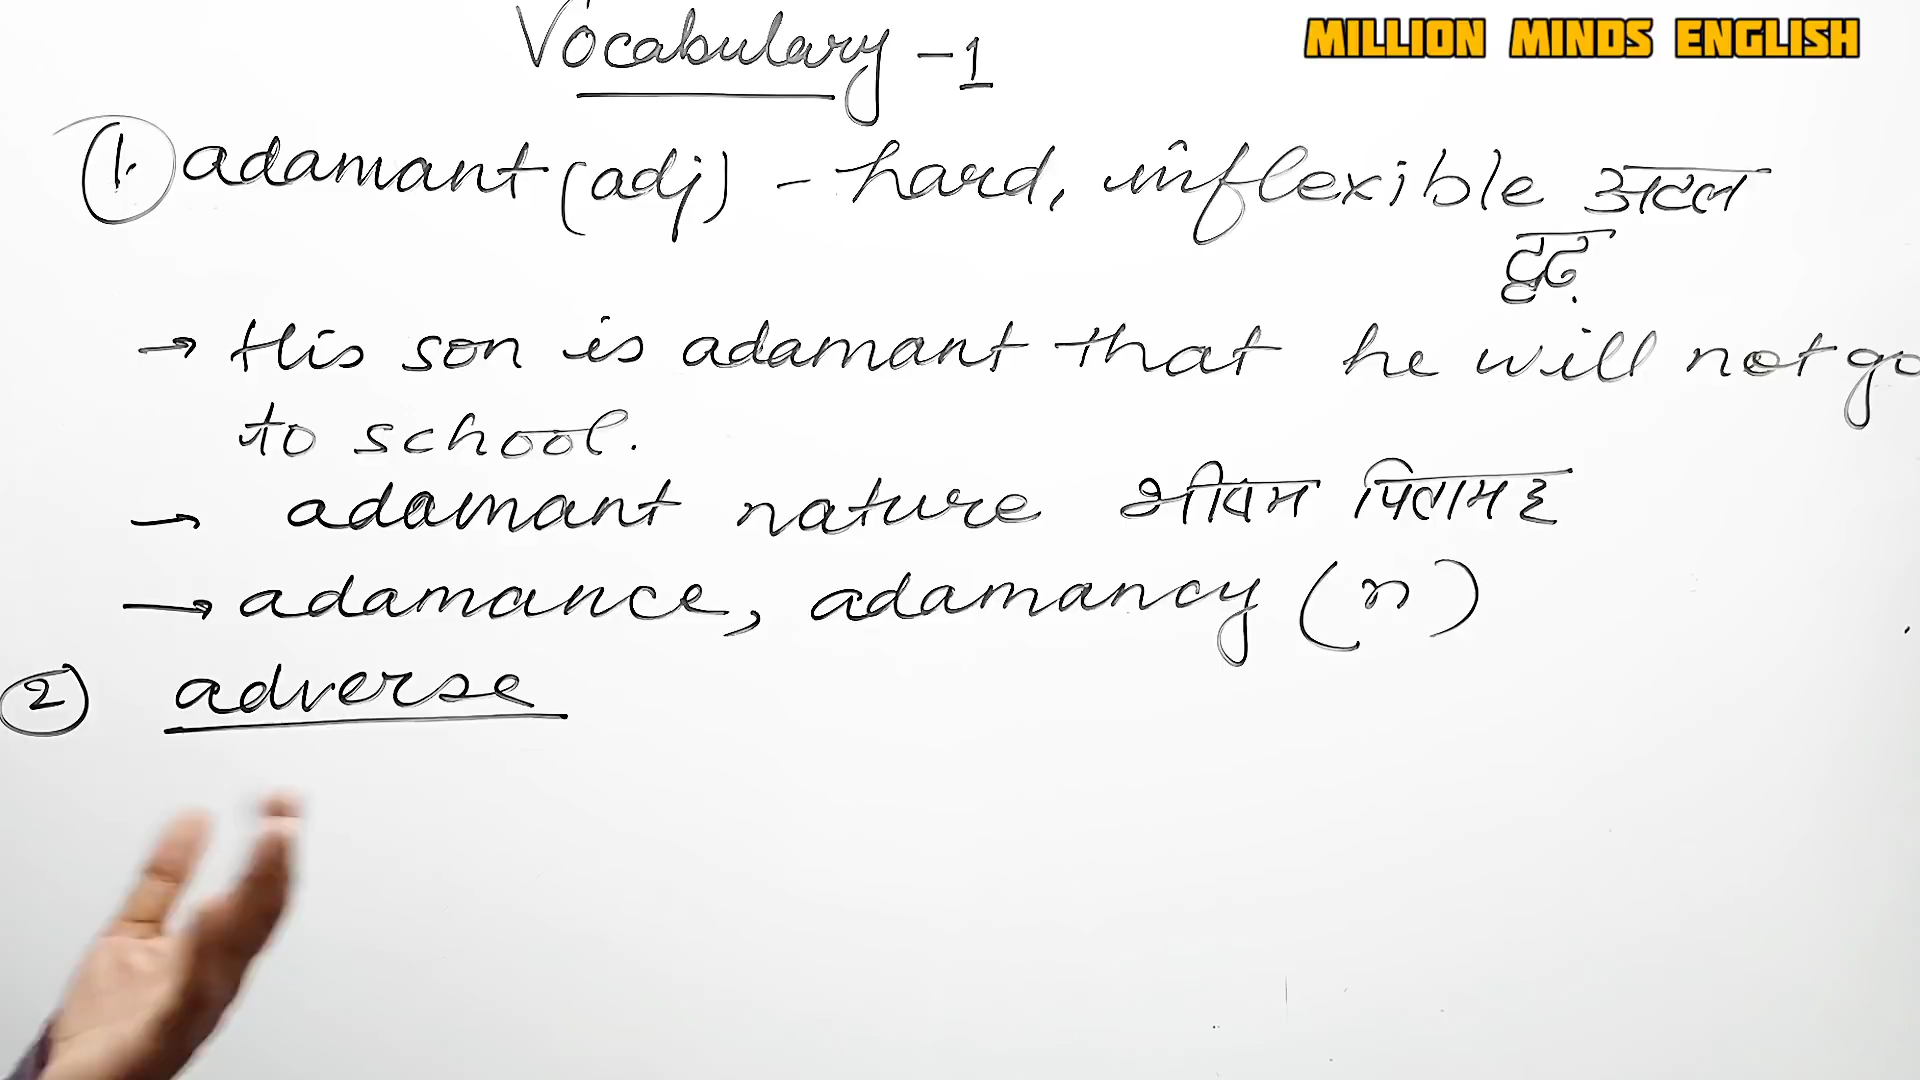 Vocabulary - 1
MILLION MINDS ENGLISH
1. adamant (adj) - hard, inflexible अटल
दृढ़
→ His son is adamant that he will not go
to school.
→ adamant nature भीष्म पितामह
→ adamance, adamancy (n)
2) adverse